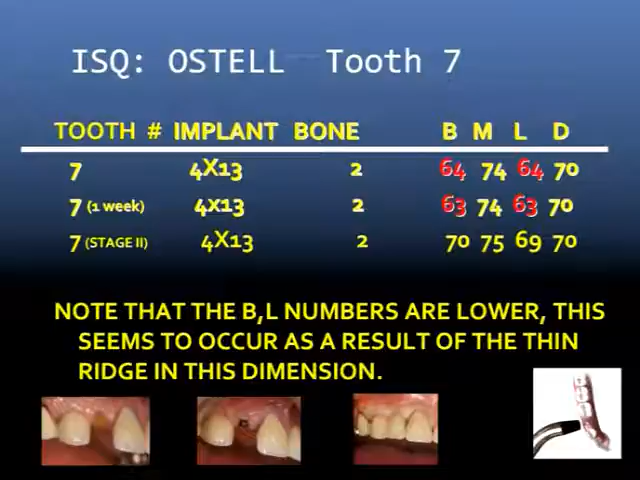 ISQ: OSTELL Tooth 7
TOOTH # IMPLANT BONE B M L D
7 4X13 2 64 74 64 70
7 (1 week) 4x13 2 63 74 63 70
7 (STAGE II) 4X13 2 70 75 69 70
NOTE THAT THE B,L NUMBERS ARE LOWER, THIS
SEEMS TO OCCUR AS A RESULT OF THE THIN
RIDGE IN THIS DIMENSION.